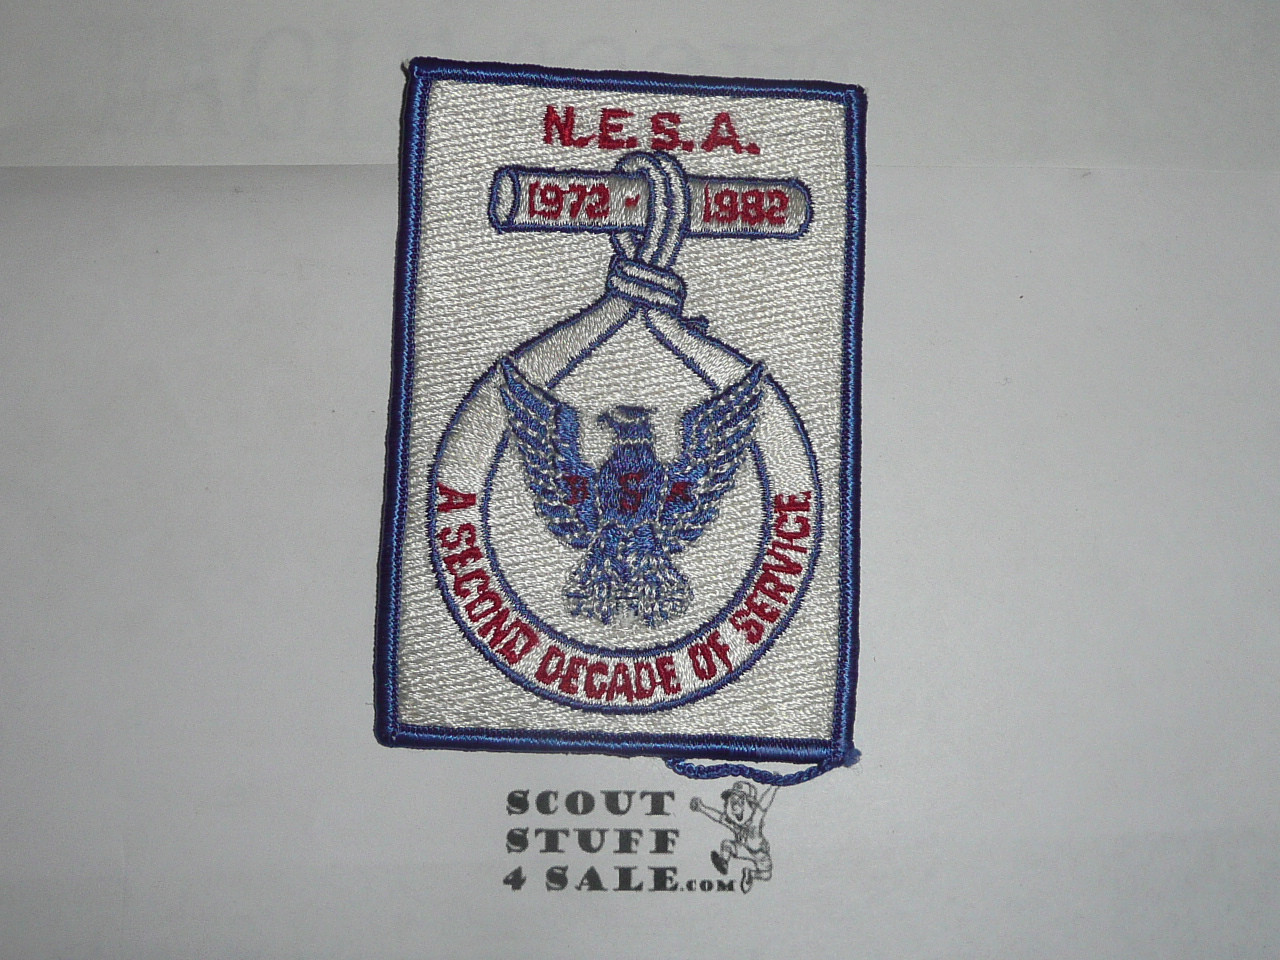 N.E.S.A.
1972 - 1982
BSA
A SECOND DECADE OF SERVICE
SCOUT
STUFF
4 SALE.COM